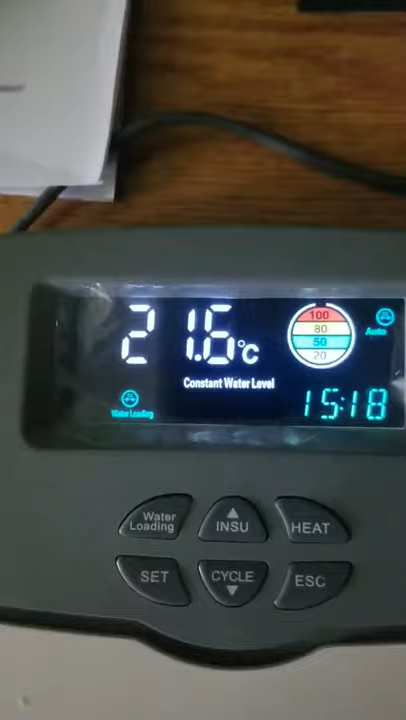 21.6°C
100
80
50
20
Auto
Constant Water Level
Water Loading
15:18
Water
Loading
▲
INSU
HEAT
SET
CYCLE
▼
ESC